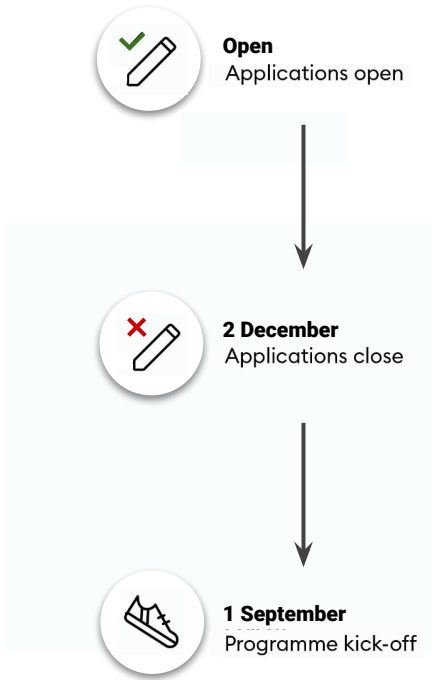 Open
Applications open
2 December
Applications close
1 September
Programme kick-off